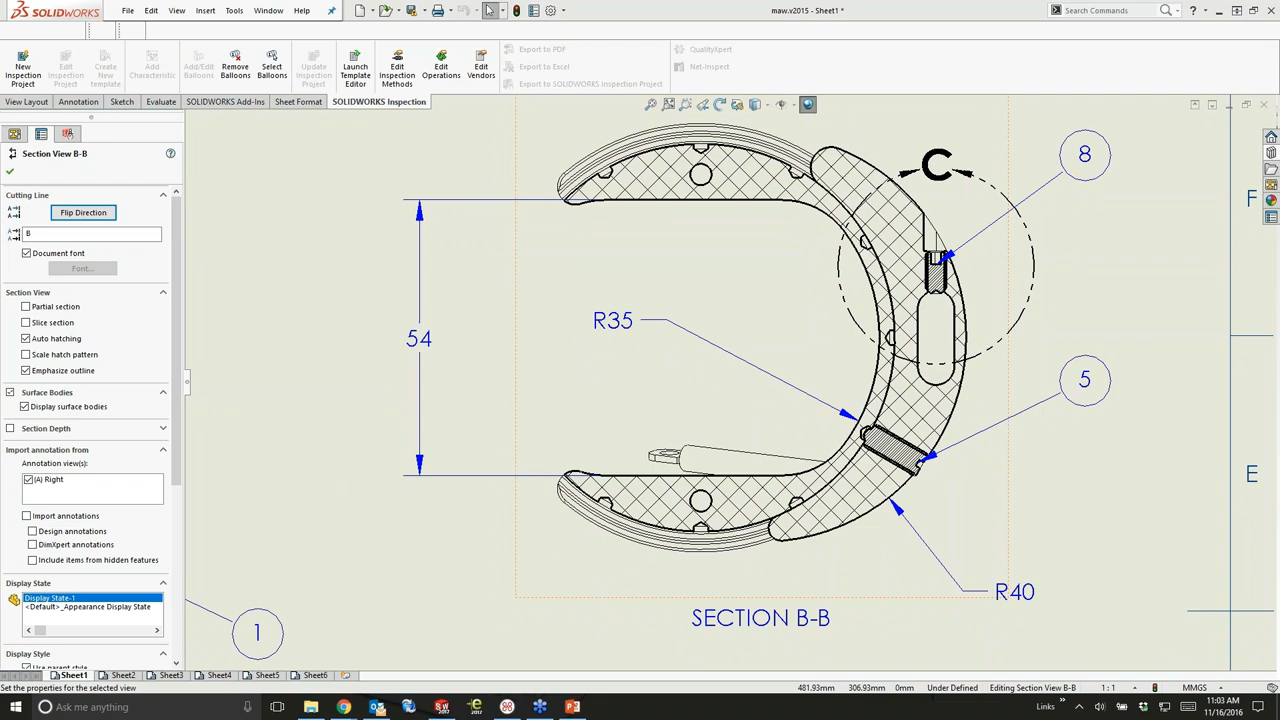 SOLIDWORKS
File Edit View Insert Tools Window Help
maw.v2015 - Sheet1 *
Search Commands
New Inspection Project
Edit Inspection Project
Create New template
Add Characteristic
Add/Edit Balloons
Remove Balloons
Select Balloons
Update Inspection Project
Launch Template Editor
Edit Inspection Methods
Edit Operations
Edit Vendors
Export to PDF
Export to Excel
Export to SOLIDWORKS Inspection Project
QualityXpert
Net-Inspect
View Layout Annotation Sketch Evaluate SOLIDWORKS Add-Ins Sheet Format SOLIDWORKS Inspection
Section View B-B
Cutting Line
Flip Direction
B
Document font
Font...
Section View
Partial section
Slice section
Auto hatching
Scale hatch pattern
Emphasize outline
Surface Bodies
Display surface bodies
Section Depth
Import annotation from
Annotation view(s):
(A) Right
Import annotations
Design annotations
DimXpert annotations
Include items from hidden features
Display State
Display State-1
<Default>_Appearance Display State
Display Style
Use parent style
C
8
F
R35
54
5
E
R40
SECTION B-B
1
Sheet1 Sheet2 Sheet3 Sheet4 Sheet5 Sheet6
Set the properties for the selected view
481.93mm 306.93mm 0mm Under Defined Editing Section View B-B 1 : 1 MMGS
Ask me anything
Links
11:03 AM
11/16/2016